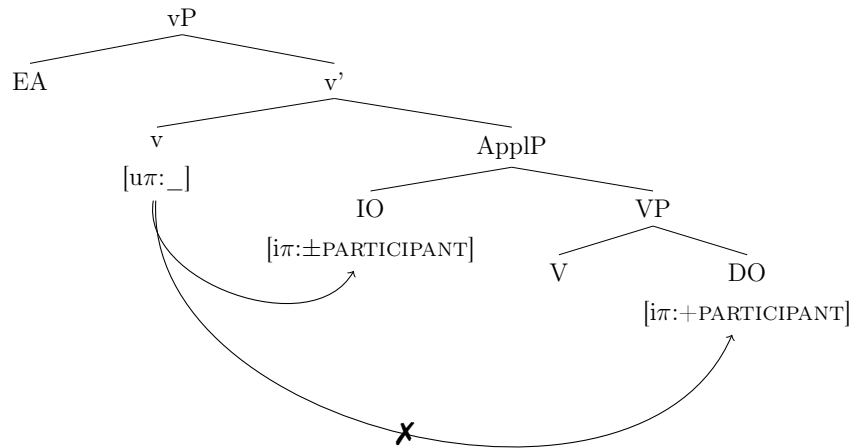 vP
EA v'
v ApplP
[uπ:_] IO VP
[iπ:±PARTICIPANT] V DO
[iπ:+PARTICIPANT]
✗